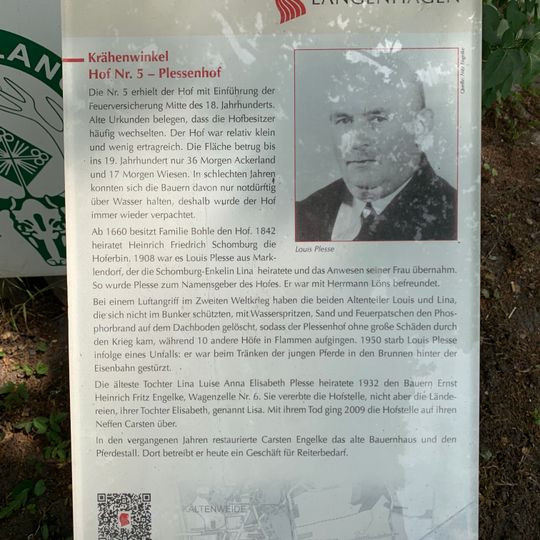 LANGENHAGEN
LANG
Krähenwinkel
Hof Nr. 5 – Plessenhof
Die Nr. 5 erhielt der Hof mit Einführung der
Feuerversicherung Mitte des 18. Jahrhunderts.
Alte Urkunden belegen, dass die Hofbesitzer
häufig wechselten. Der Hof war relativ klein
und wenig ertragreich. Die Fläche betrug bis
ins 19. Jahrhundert nur 36 Morgen Ackerland
und 17 Morgen Wiesen. In schlechten Jahren
konnten sich die Bauern davon nur notdürftig
über Wasser halten, deshalb wurde der Hof
immer wieder verpachtet.
Quelle: Fritz Engelke
Louis Plesse
Ab 1660 besitzt Familie Bohle den Hof. 1842
heiratet Heinrich Friedrich Schomburg die
Hoferbin. 1908 war es Louis Plesse aus Mark-
lendorf, der die Schomburg-Enkelin Lina heiratete und das Anwesen seiner Frau übernahm.
So wurde Plesse zum Namensgeber des Hofes. Er war mit Herrmann Löns befreundet.
Bei einem Luftangriff im Zweiten Weltkrieg haben die beiden Altenteiler Louis und Lina,
die sich nicht im Bunker schützten, mit Wasserspritzen, Sand und Feuerpatschen den Phos-
phorbrand auf dem Dachboden gelöscht, sodass der Plessenhof ohne große Schäden durch
den Krieg kam, während 10 andere Höfe in Flammen aufgingen. 1950 starb Louis Plesse
infolge eines Unfalls: er war beim Tränken der jungen Pferde in den Brunnen hinter der
Eisenbahn gestürzt.
Die älteste Tochter Lina Luise Anna Elisabeth Plesse heiratete 1932 den Bauern Ernst
Heinrich Fritz Engelke, Wagenzelle Nr. 6. Sie vererbte die Hofstelle, nicht aber die Lände-
reien, ihrer Tochter Elisabeth, genannt Lisa. Mit ihrem Tod ging 2009 die Hofstelle auf ihren
Neffen Carsten über.
In den vergangenen Jahren restaurierte Carsten Engelke das alte Bauernhaus und den
Pferdestall. Dort betreibt er heute ein Geschäft für Reiterbedarf.
KALTENWEIDE